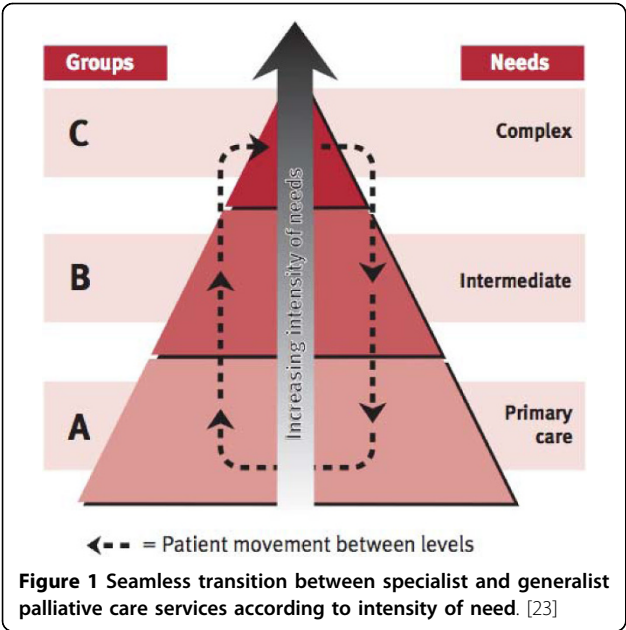 Groups
Needs
C
Complex
B
Intermediate
A
Primary
care
Increasing intensity of needs
= Patient movement between levels
Figure 1 Seamless transition between specialist and generalist
palliative care services according to intensity of need. [23]